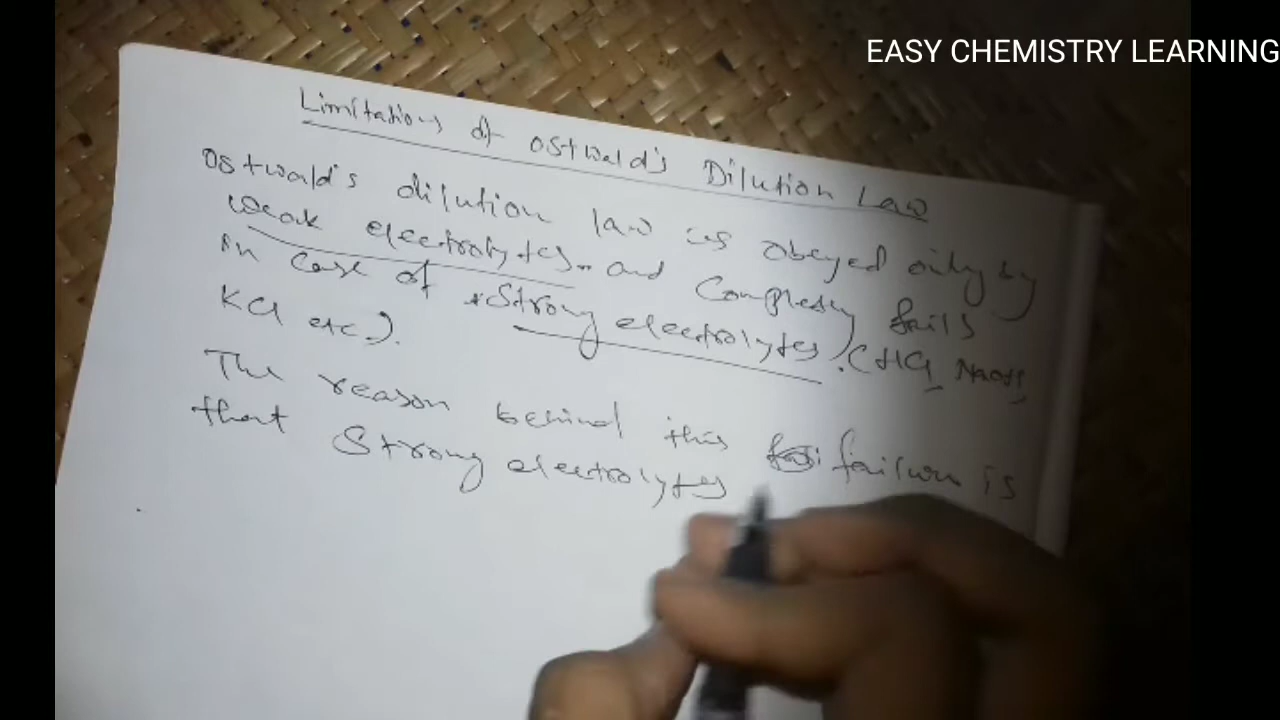 EASY CHEMISTRY LEARNING
Limitations of Ostwald's Dilution Law
Ostwald's dilution law is obeyed only by
weak electrolytes. and completely fails
in case of strong electrolytes. (HCl, NaOH,
KCl etc).
The reason behind this failure is
that strong electrolytes